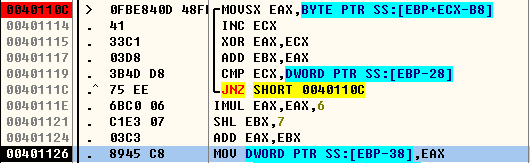 0040110C > 0FBE840D 48FI MOVSX EAX,BYTE PTR SS:[EBP+ECX-B8]
00401114 . 41 INC ECX
00401115 . 33C1 XOR EAX,ECX
00401117 . 03D8 ADD EBX,EAX
00401119 . 3B4D D8 CMP ECX,DWORD PTR SS:[EBP-28]
0040111C .^ 75 EE JNZ SHORT 0040110C
0040111E . 6BC0 06 IMUL EAX,EAX,6
00401121 . C1E3 07 SHL EBX,7
00401124 . 03C3 ADD EAX,EBX
00401126 . 8945 C8 MOV DWORD PTR SS:[EBP-38],EAX